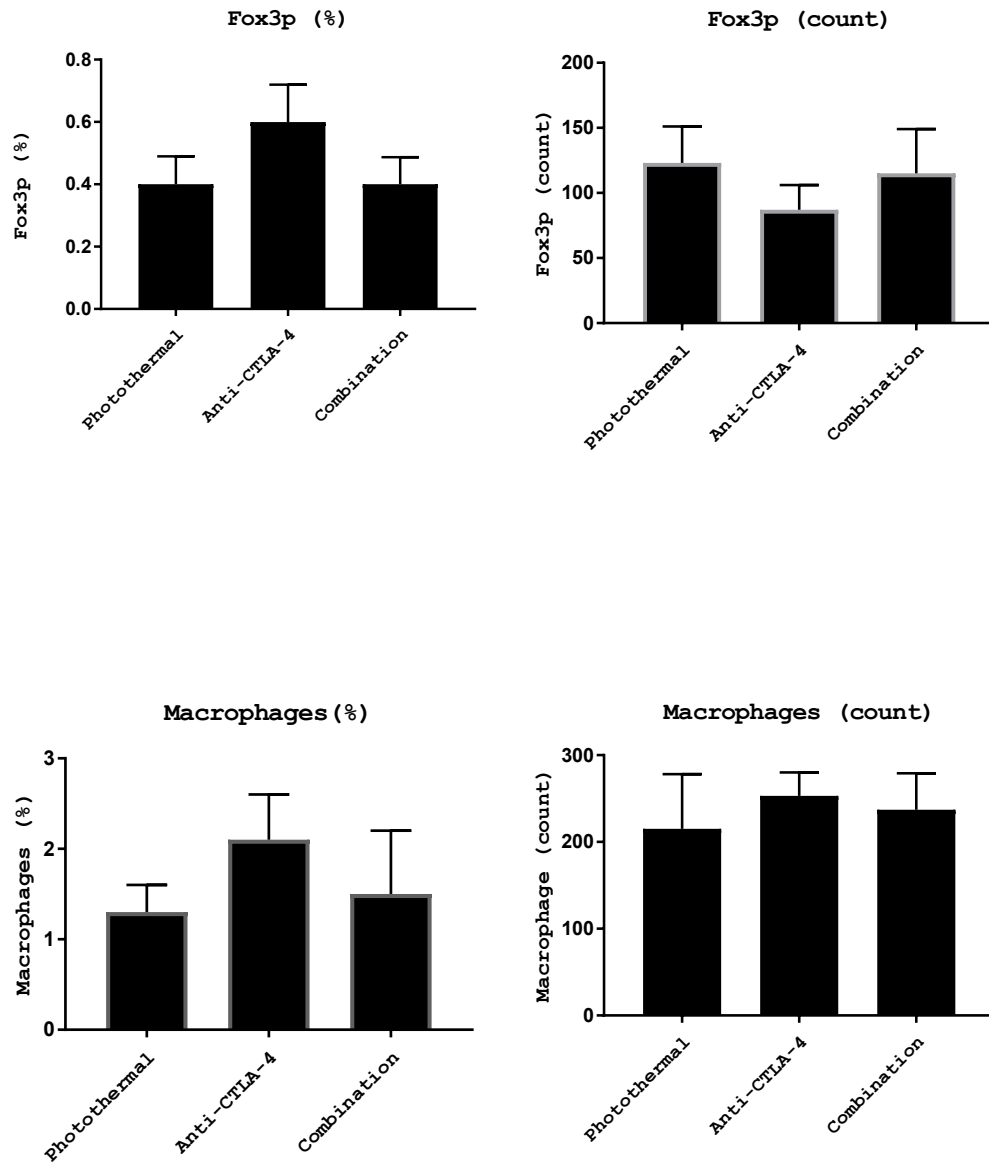 Fox3p (%)
Fox3p (%)
0.8
0.6
0.4
0.2
0.0
Photothermal
Anti-CTLA-4
Combination
Fox3p (count)
Fox3p (count)
200
150
100
50
0
Photothermal
Anti-CTLA-4
Combination
Macrophages(%)
Macrophages (%)
3
2
1
0
Photothermal
Anti-CTLA-4
Combination
Macrophages (count)
Macrophage (count)
300
200
100
0
Photothermal
Anti-CTLA-4
Combination